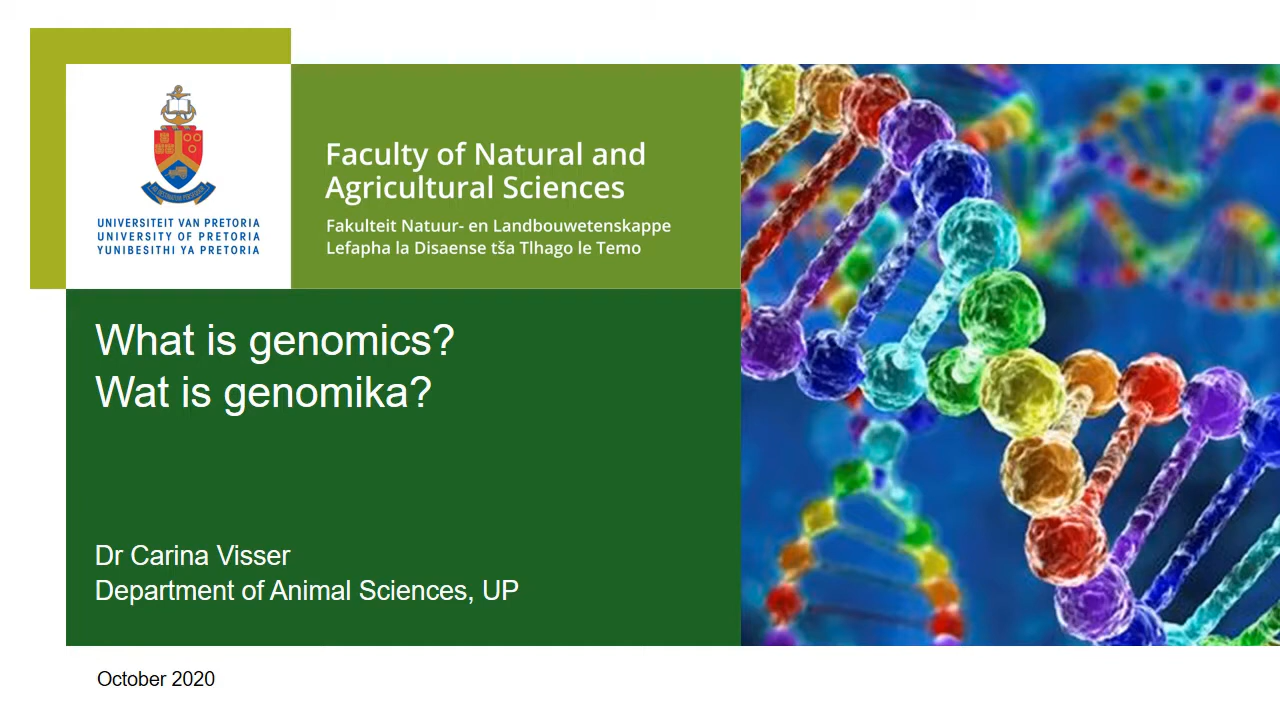 UNIVERSITEIT VAN PRETORIA
UNIVERSITY OF PRETORIA
YUNIBESITHI YA PRETORIA
Faculty of Natural and
Agricultural Sciences
Fakulteit Natuur- en Landbouwetenskappe
Lefapha la Disaense tša Tlhago le Temo
What is genomics?
Wat is genomika?
Dr Carina Visser
Department of Animal Sciences, UP
October 2020